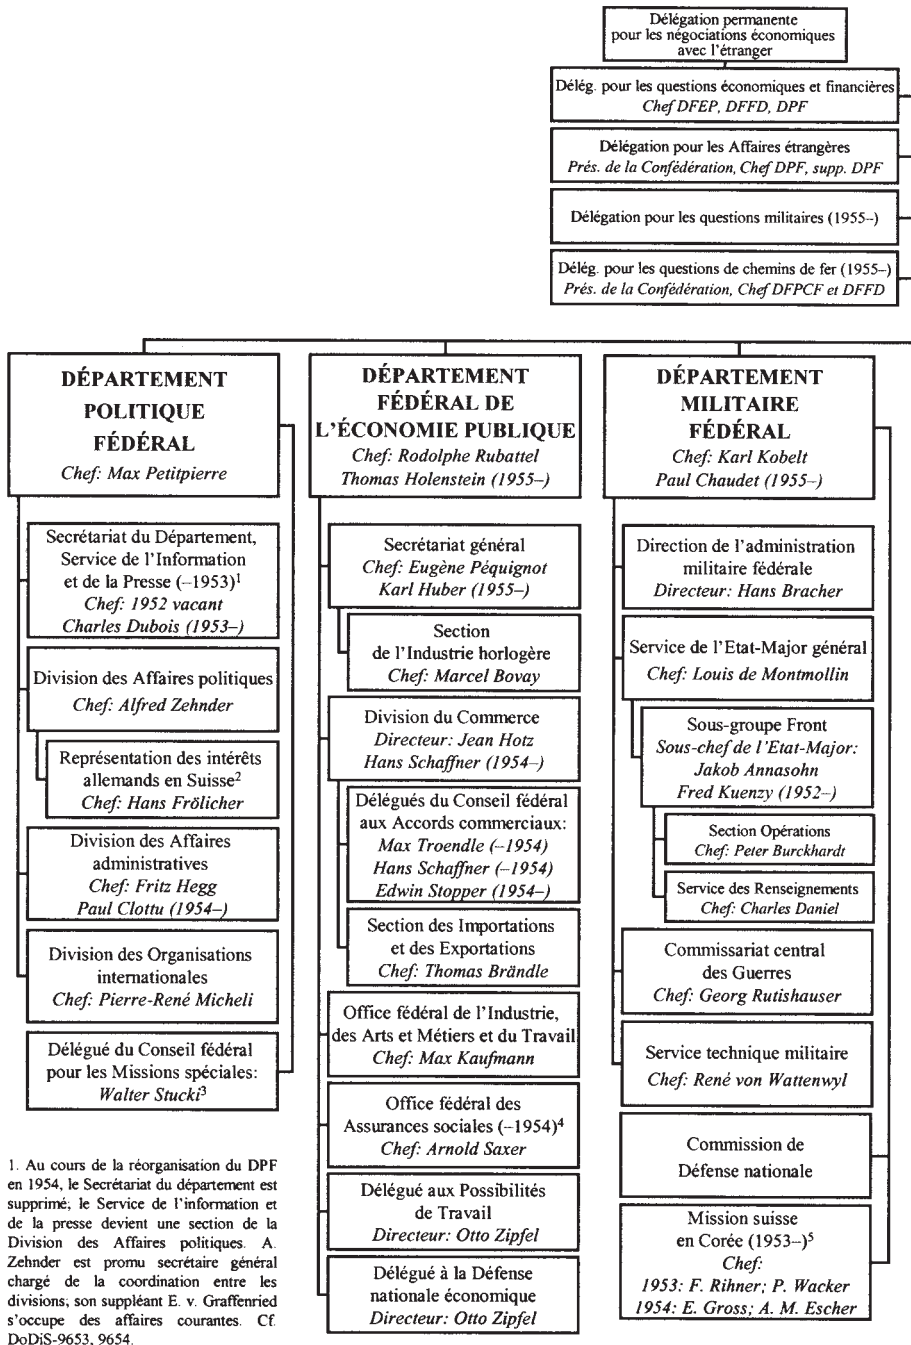 Délégation permanente
pour les négociations économiques
avec l'étranger
Délég. pour les questions économiques et financières
Chef DFEP, DFFD, DPF
Délégation pour les Affaires étrangères
Prés. de la Confédération, Chef DPF, supp. DPF
Délégation pour les questions militaires (1955–)
Délég. pour les questions de chemins de fer (1955–)
Prés. de la Confédération, Chef DFPCF et DFFD
DÉPARTEMENT
POLITIQUE
FÉDÉRAL
Chef: Max Petitpierre
Secrétariat du Département,
Service de l'Information
et de la Presse (–1953)1
Chef: 1952 vacant
Charles Dubois (1953–)
Division des Affaires politiques
Chef: Alfred Zehnder
Représentation des intérêts
allemands en Suisse2
Chef: Hans Frölicher
Division des Affaires
administratives
Chef: Fritz Hegg
Paul Clottu (1954–)
Division des Organisations
internationales
Chef: Pierre-René Micheli
Délégué du Conseil fédéral
pour les Missions spéciales:
Walter Stucki3
DÉPARTEMENT
FÉDÉRAL DE
L'ÉCONOMIE PUBLIQUE
Chef: Rodolphe Rubattel
Thomas Holenstein (1955–)
Secrétariat général
Chef: Eugène Péquignot
Karl Huber (1955–)
Section
de l'Industrie horlogère
Chef: Marcel Bovay
Division du Commerce
Directeur: Jean Hotz
Hans Schaffner (1954–)
Délégués du Conseil fédéral
aux Accords commerciaux:
Max Troendle (–1954)
Hans Schaffner (–1954)
Edwin Stopper (1954–)
Section des Importations
et des Exportations
Chef: Thomas Brändle
Office fédéral de l'Industrie,
des Arts et Métiers et du Travail
Chef: Max Kaufmann
Office fédéral des
Assurances sociales (–1954)4
Chef: Arnold Saxer
Délégué aux Possibilités
de Travail
Directeur: Otto Zipfel
Délégué à la Défense
nationale économique
Directeur: Otto Zipfel
DÉPARTEMENT
MILITAIRE
FÉDÉRAL
Chef: Karl Kobelt
Paul Chaudet (1955–)
Direction de l'administration
militaire fédérale
Directeur: Hans Bracher
Service de l'Etat-Major général
Chef: Louis de Montmollin
Sous-groupe Front
Sous-chef de l'Etat-Major:
Jakob Annasohn
Fred Kuenzy (1952–)
Section Opérations
Chef: Peter Burckhardt
Service des Renseignements
Chef: Charles Daniel
Commissariat central
des Guerres
Chef: Georg Rutishauser
Service technique militaire
Chef: René von Wattenwyl
Commission de
Défense nationale
Mission suisse
en Corée (1953–)5
Chef:
1953: F. Rihner; P. Wacker
1954: E. Gross; A. M. Escher
1. Au cours de la réorganisation du DPF
en 1954, le Secrétariat du département est
supprimé; le Service de l'information et
de la presse devient une section de la
Division des Affaires politiques. A.
Zehnder est promu secrétaire général
chargé de la coordination entre les
divisions; son suppléant E. v. Graffenried
s'occupe des affaires courantes. Cf.
DoDiS-9653, 9654.